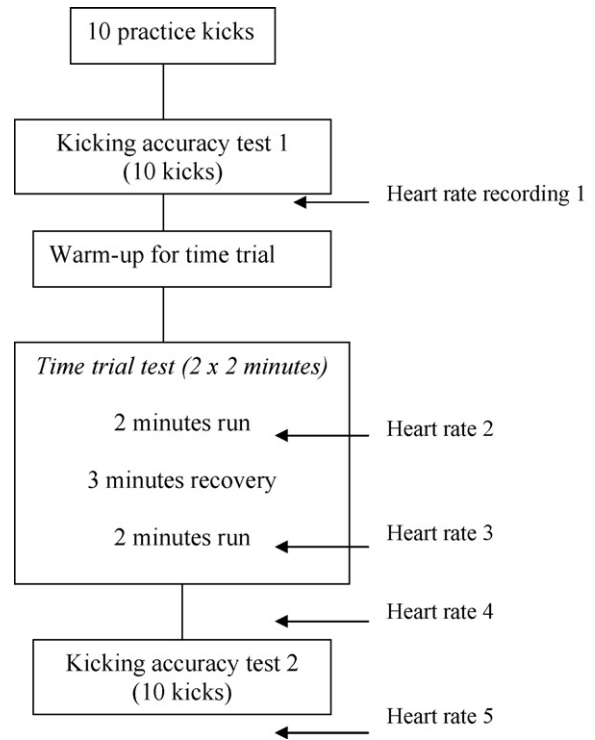 10 practice kicks
Kicking accuracy test 1
(10 kicks)
Heart rate recording 1
Warm-up for time trial
Time trial test (2 x 2 minutes)
2 minutes run
Heart rate 2
3 minutes recovery
2 minutes run
Heart rate 3
Heart rate 4
Kicking accuracy test 2
(10 kicks)
Heart rate 5